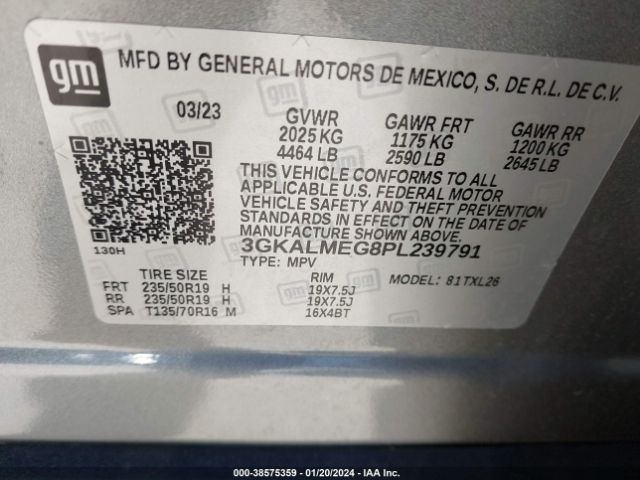 gm
MFD BY GENERAL MOTORS DE MEXICO, S. DE R.L. DE C.V.
03/23
GVWR
2025 KG
4464 LB
GAWR FRT
1175 KG
2590 LB
GAWR RR
1200 KG
2645 LB
THIS VEHICLE CONFORMS TO ALL
APPLICABLE U.S. FEDERAL MOTOR
VEHICLE SAFETY AND THEFT PREVENTION
STANDARDS IN EFFECT ON THE DATE OF
MANUFACTURE SHOWN ABOVE.
3GKALMEG8PL239791
TYPE: MPV
MODEL: 81TXL26
130H
TIRE SIZE RIM
FRT 235/50R19 H 19X7.5J
RR 235/50R19 H 19X7.5J
SPA T135/70R16 M 16X4BT
000-38575359 - 01/20/2024 - IAA Inc.